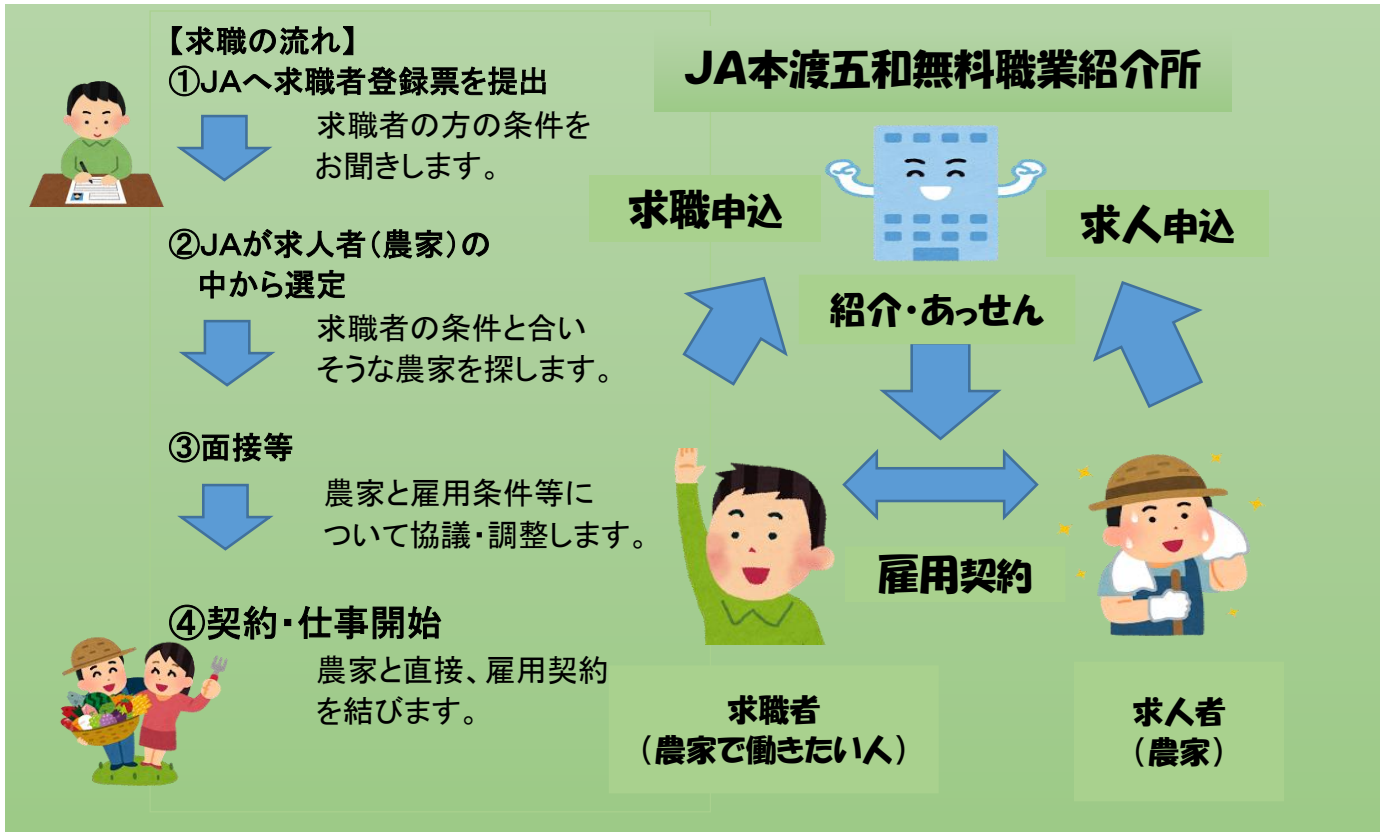 【求職の流れ】
①JAへ求職者登録票を提出
求職者の方の条件を
お聞きします。
②JAが求人者(農家)の
中から選定
求職者の条件と合い
そうな農家を探します。
③面接等
農家と雇用条件等に
ついて協議・調整します。
④契約・仕事開始
農家と直接、雇用契約
を結びます。
JA本渡五和無料職業紹介所
求職申込
求人申込
紹介・あっせん
雇用契約
求職者
(農家で働きたい人)
求人者
(農家)